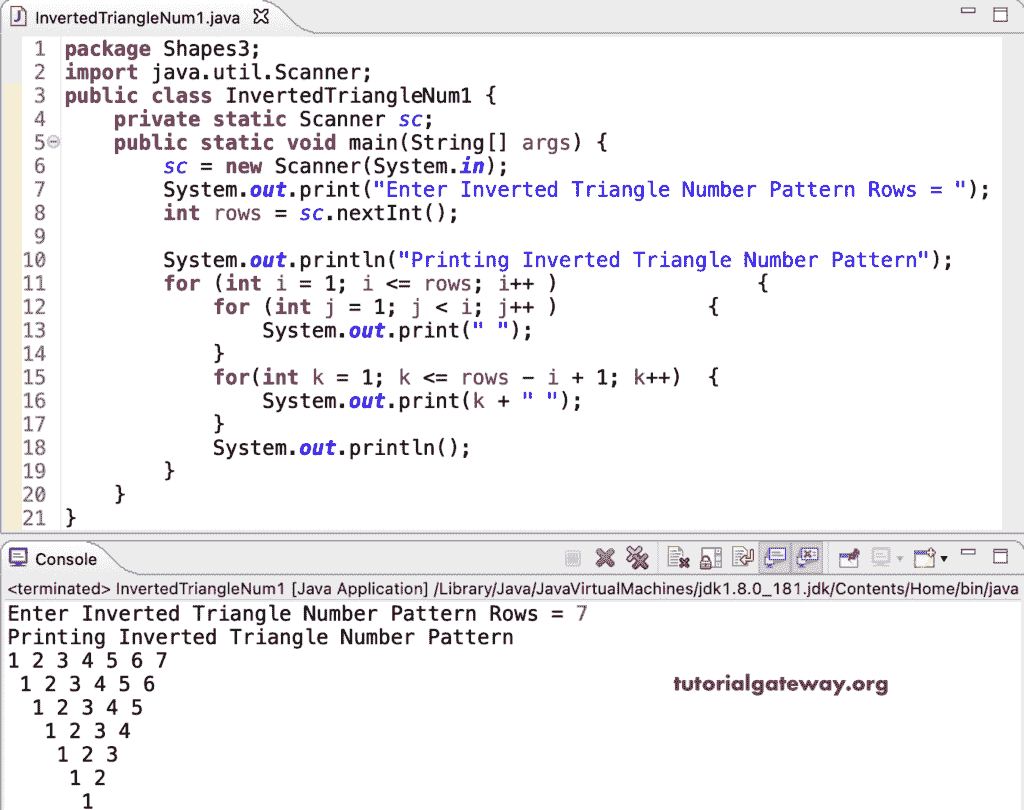 InvertedTriangleNum1.java
1 package Shapes3;
2 import java.util.Scanner;
3 public class InvertedTriangleNum1 {
4     private static Scanner sc;
5     public static void main(String[] args) {
6         sc = new Scanner(System.in);
7         System.out.print("Enter Inverted Triangle Number Pattern Rows = ");
8         int rows = sc.nextInt();
9
10         System.out.println("Printing Inverted Triangle Number Pattern");
11         for (int i = 1; i <= rows; i++ )                {
12             for (int j = 1; j < i; j++ )            {
13                 System.out.print(" ");
14             }
15             for(int k = 1; k <= rows - i + 1; k++)  {
16                 System.out.print(k + " ");
17             }
18             System.out.println();
19         }
20     }
21 }
Console
<terminated> InvertedTriangleNum1 [Java Application] /Library/Java/JavaVirtualMachines/jdk1.8.0_181.jdk/Contents/Home/bin/java
Enter Inverted Triangle Number Pattern Rows = 7
Printing Inverted Triangle Number Pattern
1 2 3 4 5 6 7
 1 2 3 4 5 6
tutorialgateway.org
  1 2 3 4 5
   1 2 3 4
    1 2 3
     1 2
      1